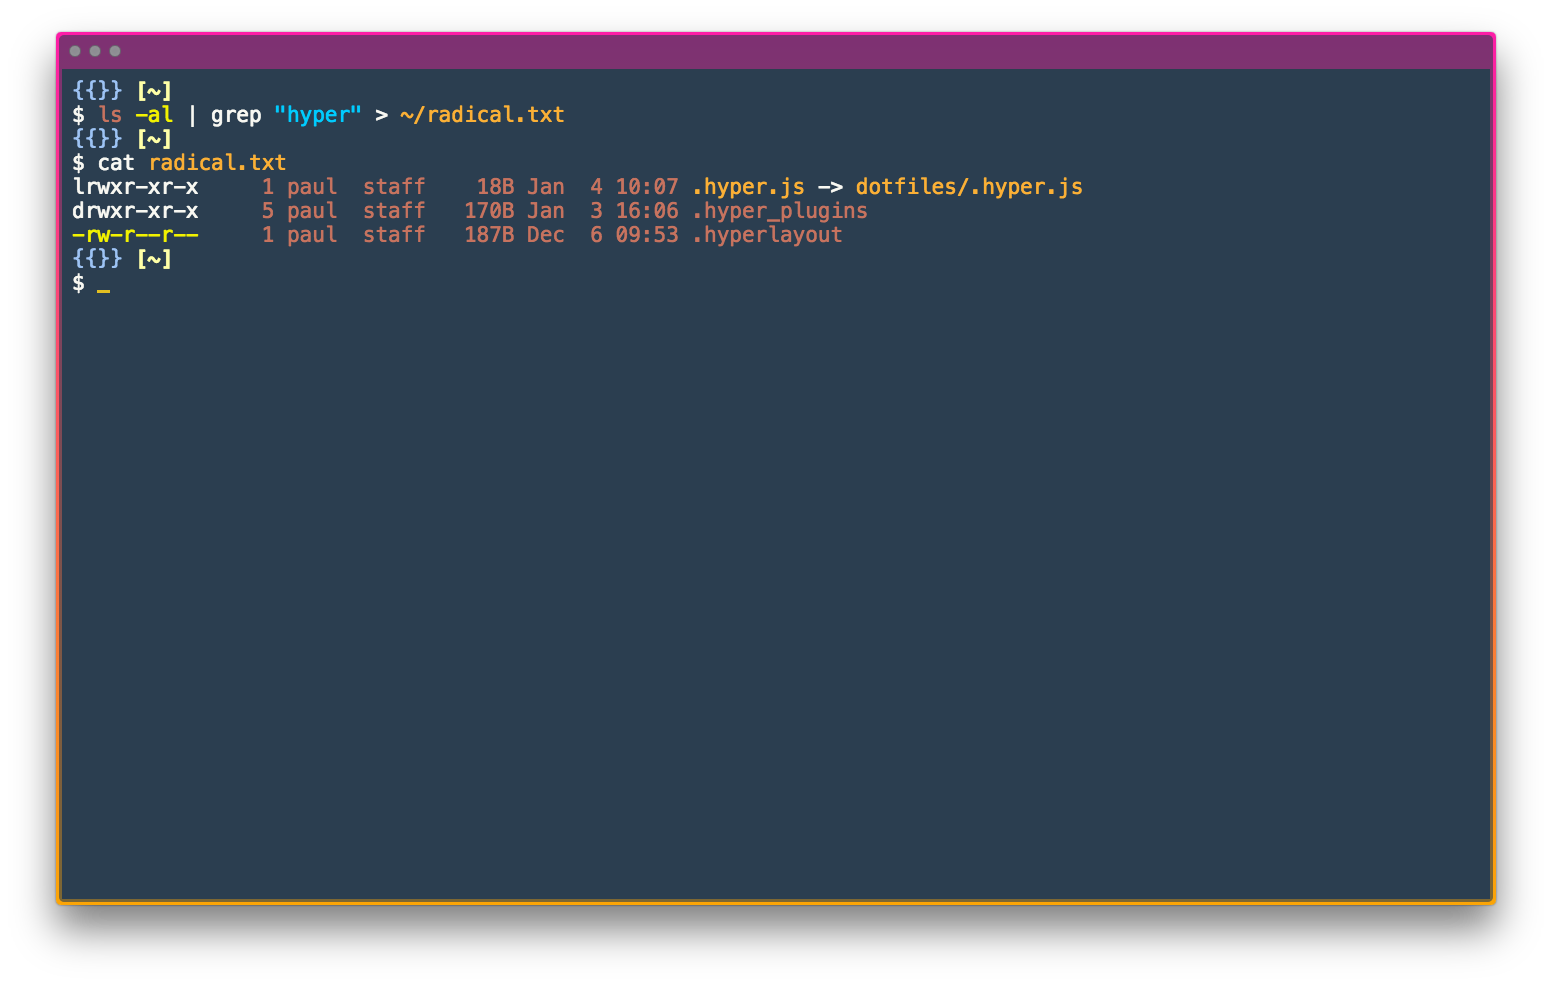 {{}} [~]
$ ls -al | grep "hyper" > ~/radical.txt
{{}} [~]
$ cat radical.txt
lrwxr-xr-x     1 paul  staff    18B Jan  4 10:07 .hyper.js -> dotfiles/.hyper.js
drwxr-xr-x     5 paul  staff   170B Jan  3 16:06 .hyper_plugins
-rw-r--r--     1 paul  staff   187B Dec  6 09:53 .hyperlayout
{{}} [~]
$ _